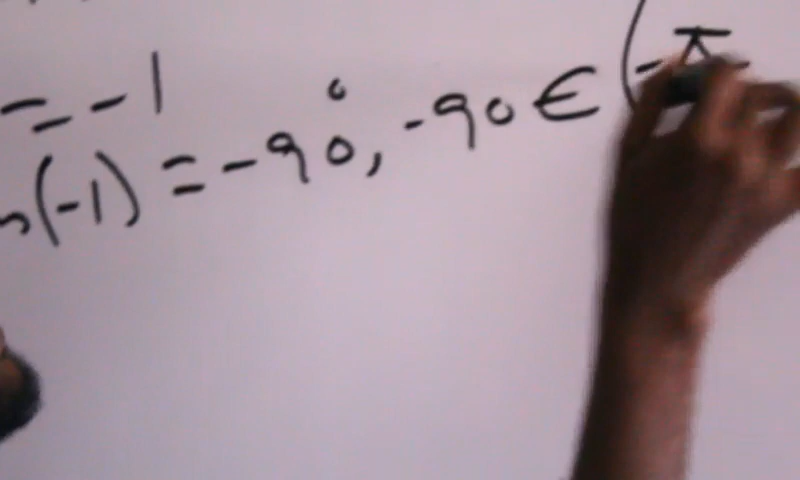 = -1
(-1) = -90°, -90 ∈ (-π